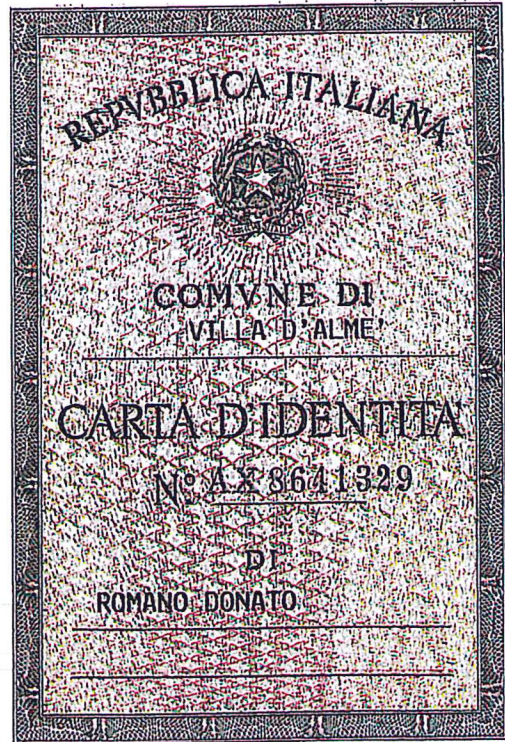 REPVBBLICA ITALIANA
COMVNE DI
VILLA D'ALME'
CARTA D'IDENTITA
N° AX 8641329
DI
ROMANO DONATO